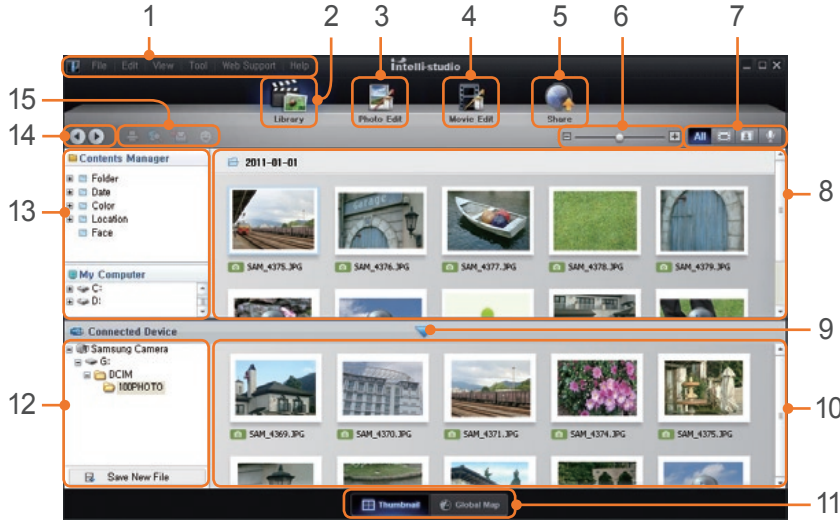 1 2 3 4 5 6 7
File Edit View Tool Web Support Help
intelli-studio
15
Library Photo Edit Movie Edit Share
14
All
Contents Manager
2011-01-01
8
Folder
Date
13
Color
Location
Face
SAM_4375.JPG SAM_4376.JPG SAM_4377.JPG SAM_4378.JPG SAM_4379.JPG
My Computer
C:
D:
Connected Device
9
Samsung Camera
G:
DCIM
12
100PHOTO
10
SAM_4369.JPG SAM_4370.JPG SAM_4371.JPG SAM_4374.JPG SAM_4375.JPG
Save New File
Thumbnail Global Map
11